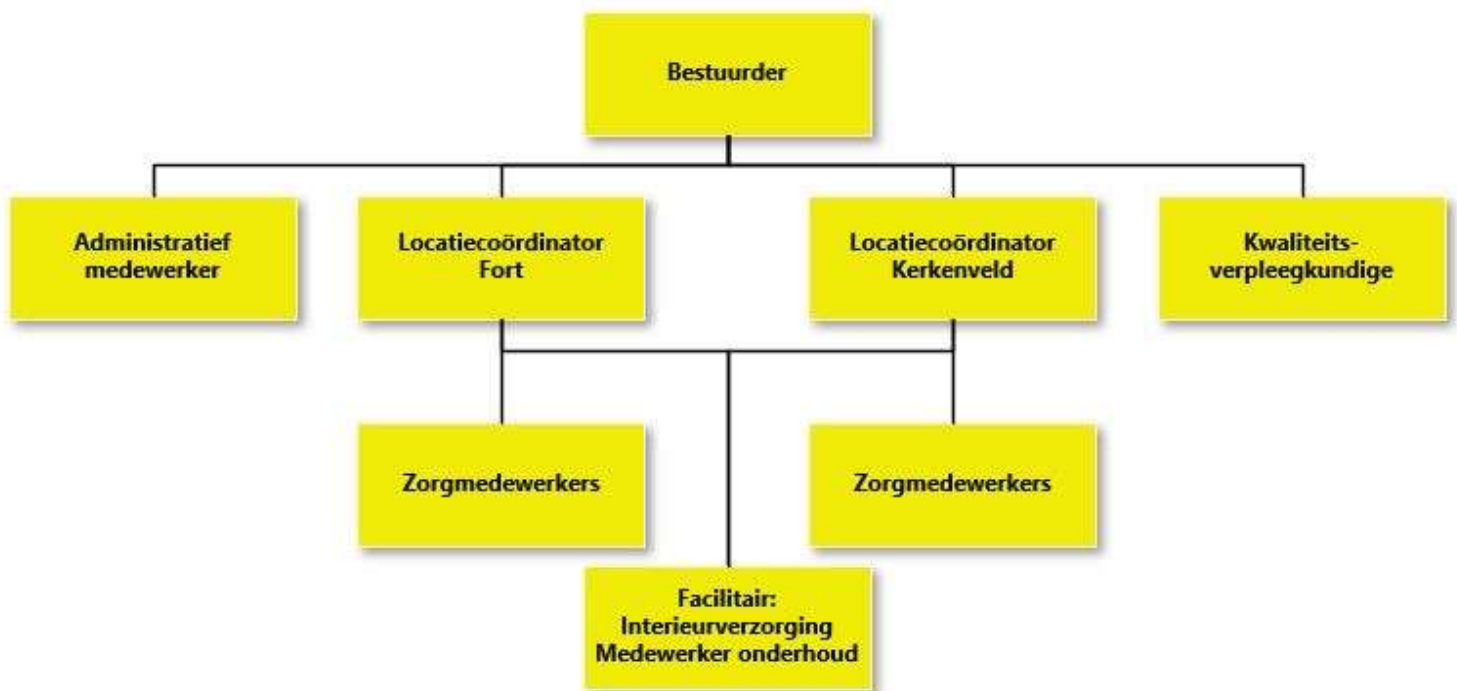 Bestuurder
Administratief
medewerker
Locatiecoördinator
Fort
Locatiecoördinator
Kerkenveld
Kwaliteits-
verpleegkundige
Zorgmedewerkers
Zorgmedewerkers
Facilitair:
Interieurverzorging
Medewerker onderhoud